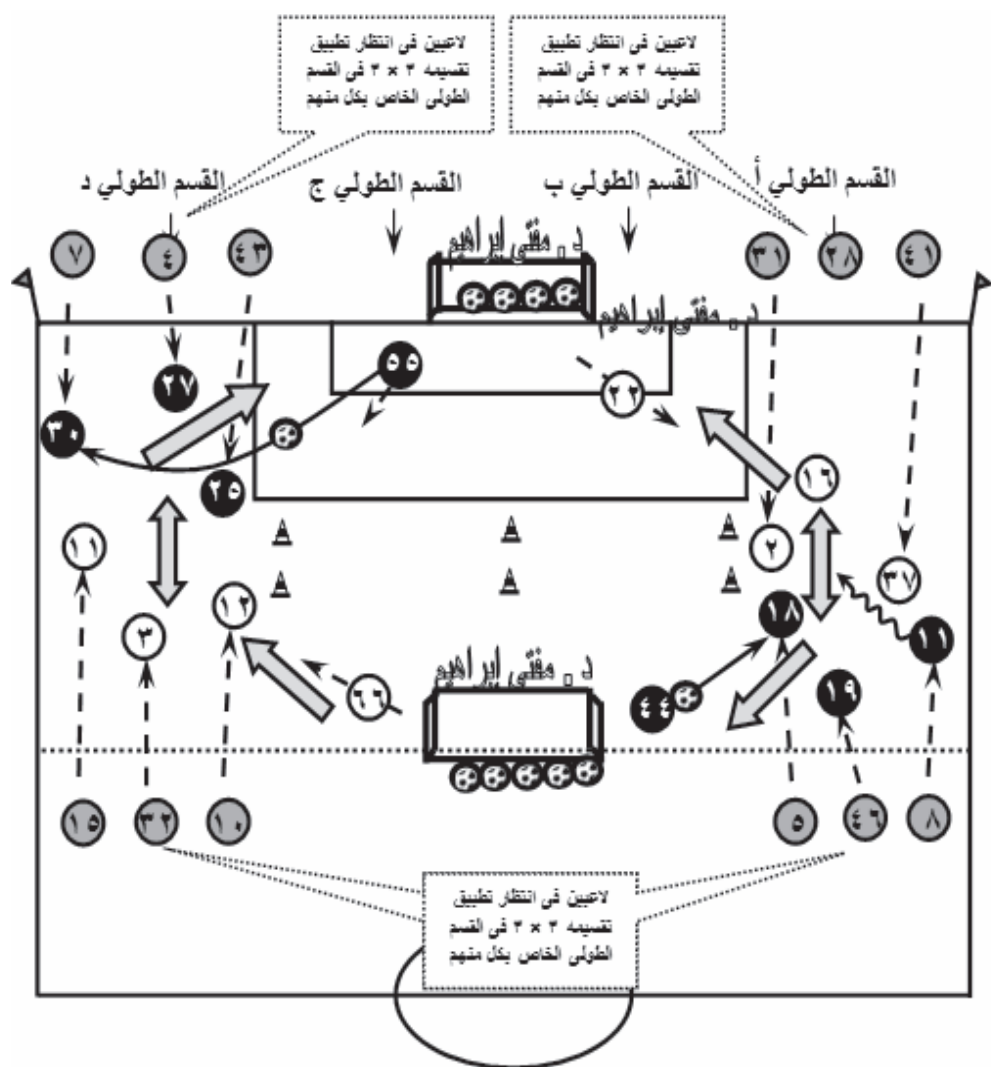 لاعبين فى انتظار تطبيق
تقسيمه ٣ × ٣ فى القسم
الطولى الخاص بكل منهم
لاعبين فى انتظار تطبيق
تقسيمه ٣ × ٣ فى القسم
الطولى الخاص بكل منهم
القسم الطولي أ
القسم الطولي ب
القسم الطولي ج
القسم الطولي د
٤١
٢٨
٣١
٤٣
٤
٧
د . مفتى إبراهيم
د . مفتى إبراهيم
٥٥
٢٢
٢٧
٣٠
٢٥
١٦
٢
١١
٣٧
١٢
١٨
٣
١١
د . مفتى إبراهيم
١٩
٤٤
٦٦
٨
٤٦
٥
١٠
٣٢
١٥
لاعبين فى انتظار تطبيق
تقسيمه ٣ × ٣ فى القسم
الطولى الخاص بكل منهم